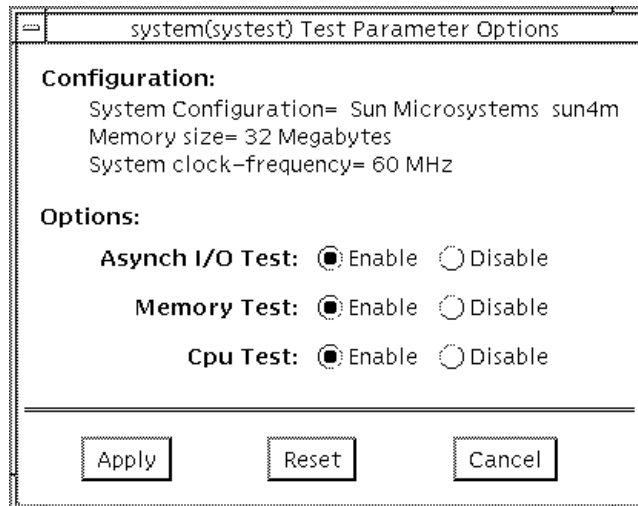 system(systest) Test Parameter Options
Configuration:
System Configuration= Sun Microsystems sun4m
Memory size= 32 Megabytes
System clock-frequency= 60 MHz
Options:
Asynch I/O Test: Enable Disable
Memory Test: Enable Disable
Cpu Test: Enable Disable
Apply Reset Cancel